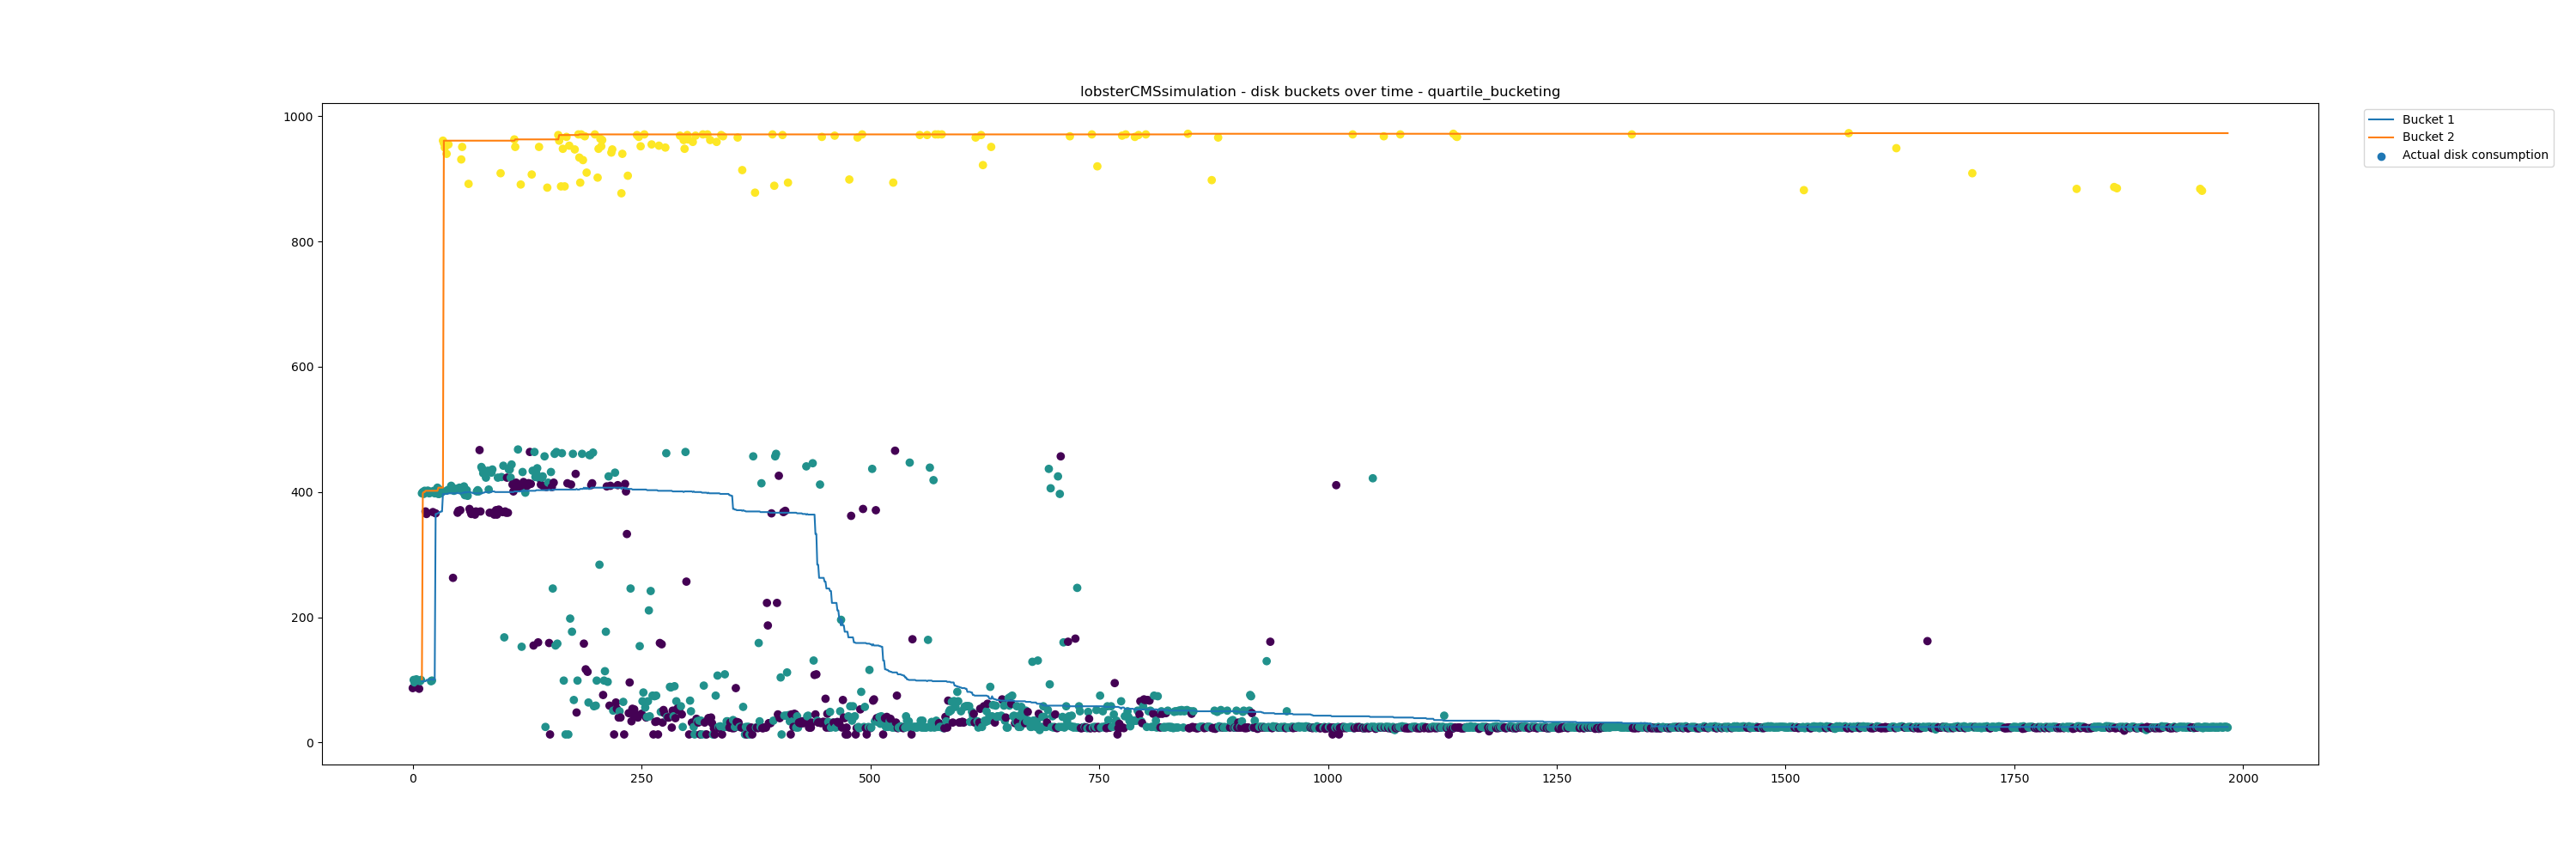 lobsterCMSsimulation - disk buckets over time - quartile_bucketing
Bucket 1
Bucket 2
Actual disk consumption
1000
800
600
400
200
0
0 250 500 750 1000 1250 1500 1750 2000